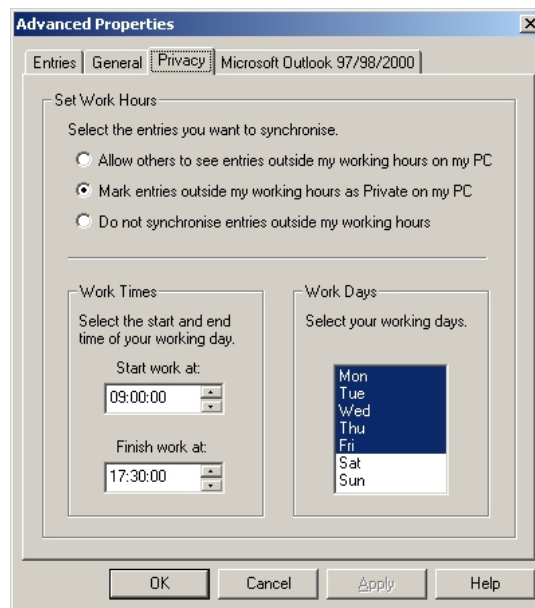 Advanced Properties
Entries General Privacy Microsoft Outlook 97/98/2000
Set Work Hours
Select the entries you want to synchronise.
Allow others to see entries outside my working hours on my PC
Mark entries outside my working hours as Private on my PC
Do not synchronise entries outside my working hours
Work Times
Select the start and end
time of your working day.
Start work at:
09:00:00
Finish work at:
17:30:00
Work Days
Select your working days.
Mon
Tue
Wed
Thu
Fri
Sat
Sun
OK Cancel Apply Help